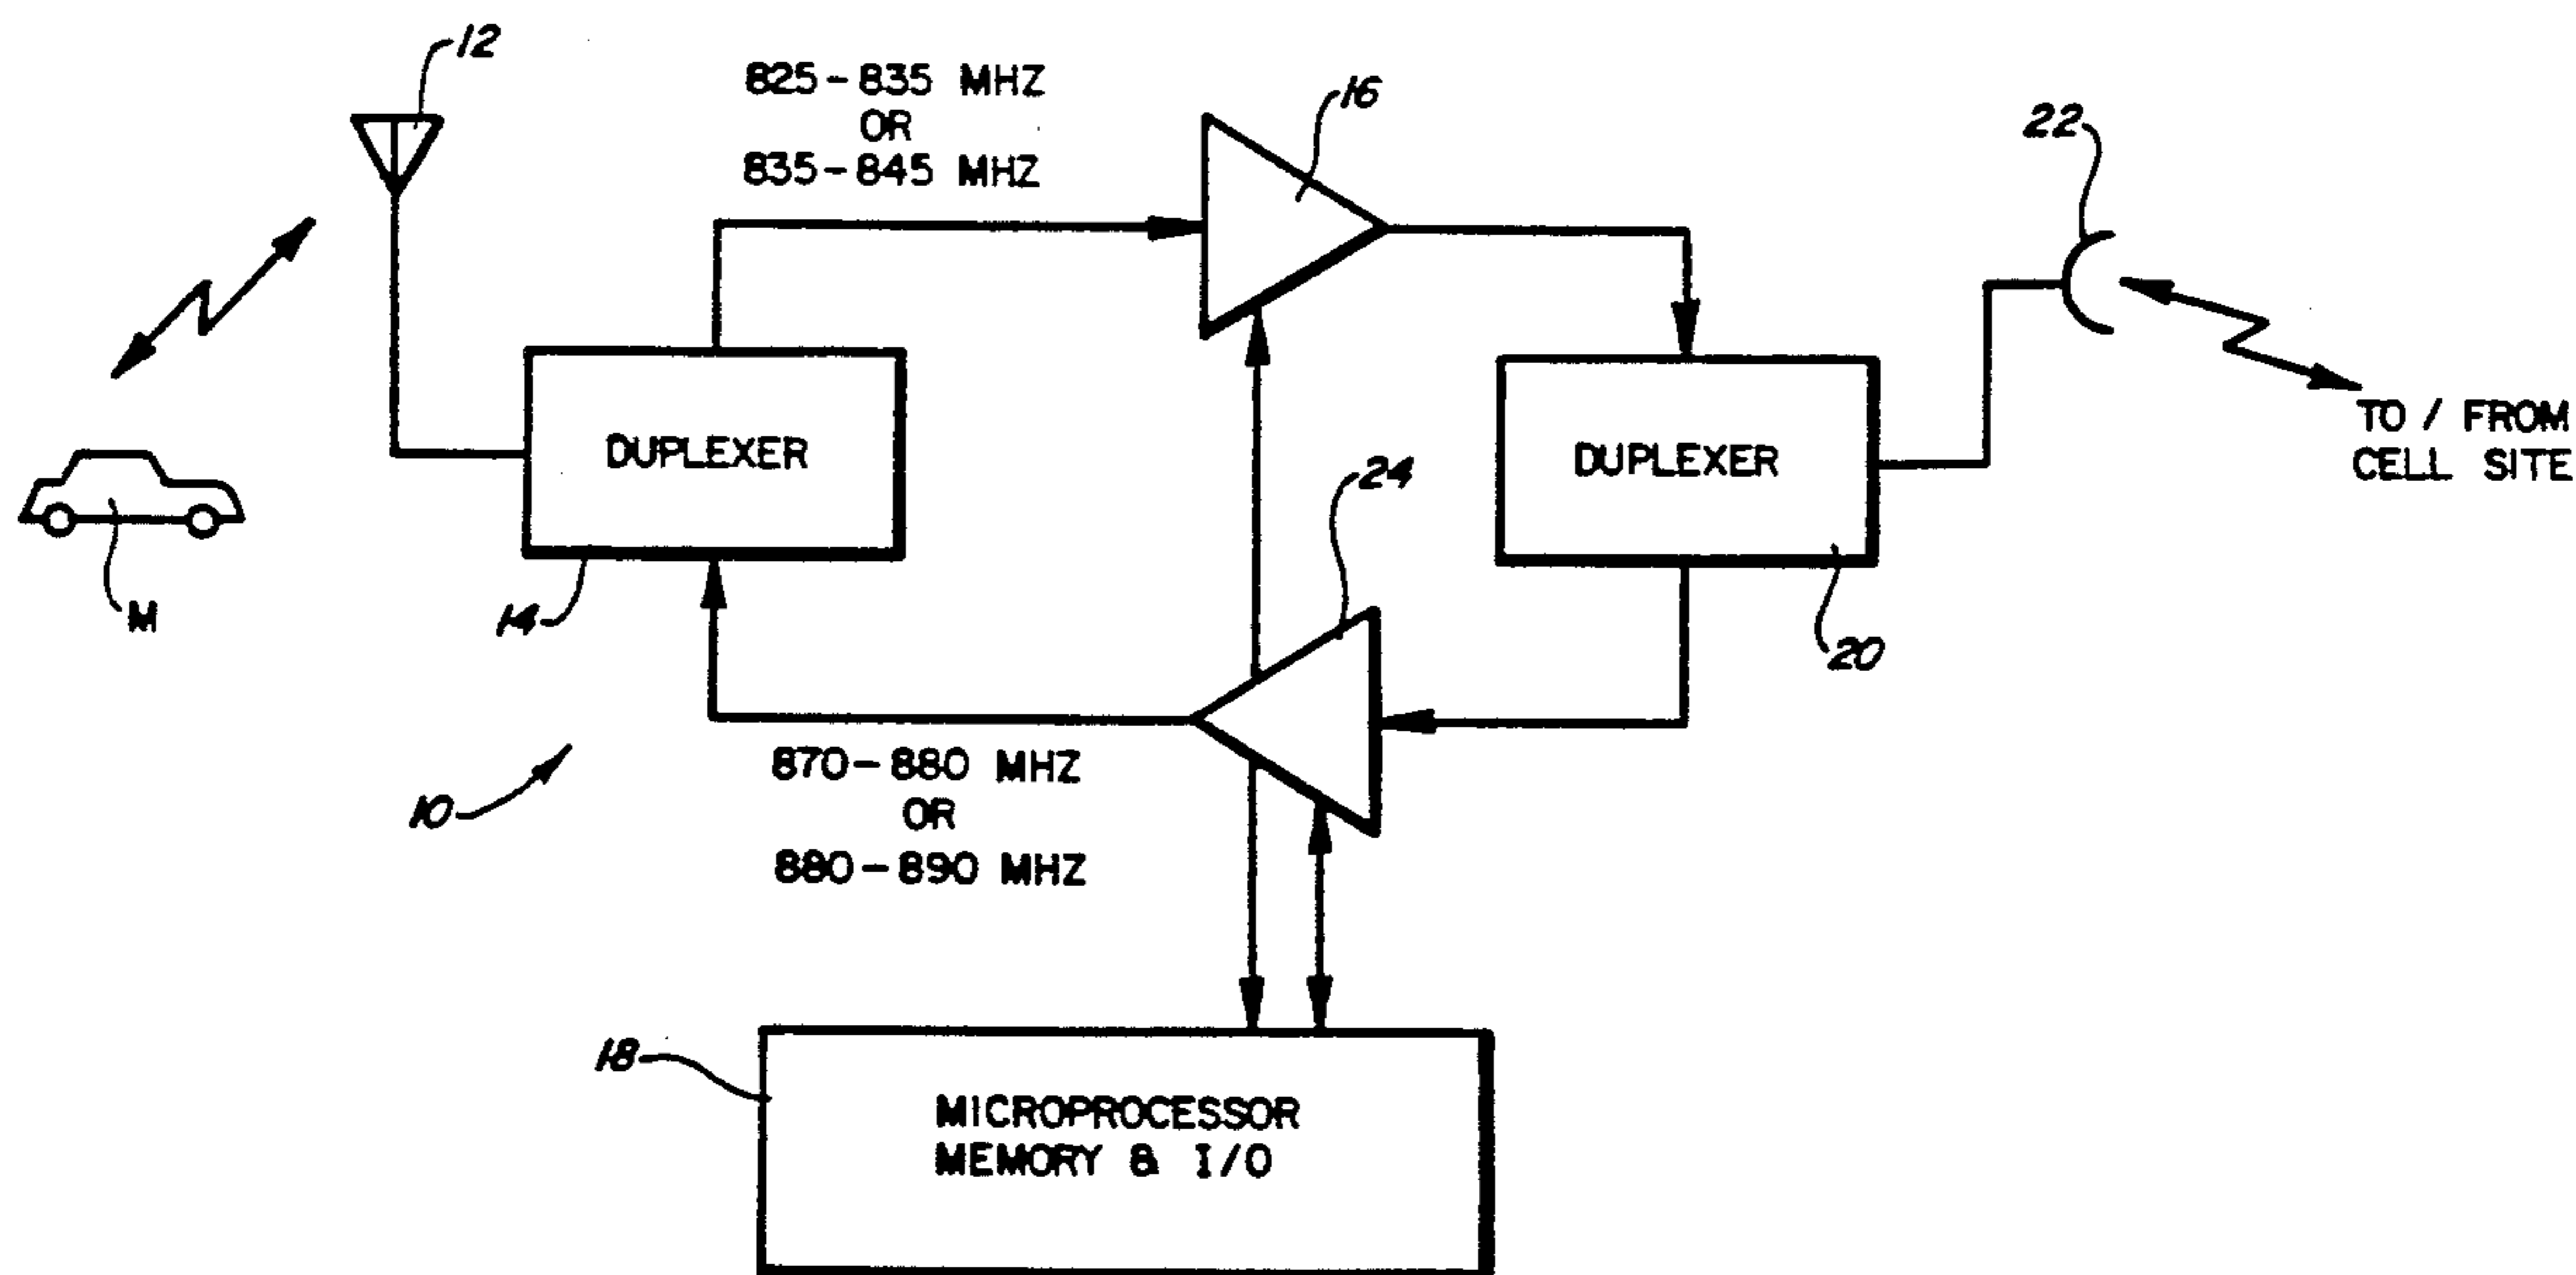 12
825-835 MHZ
OR
835-845 MHZ
16
22
TO / FROM
CELL SITE
DUPLEXER
DUPLEXER
24
M
14
20
870-880 MHZ
OR
880-890 MHZ
10
18
MICROPROCESSOR
MEMORY & I/O